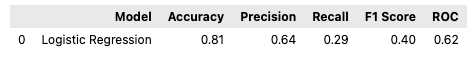 Model Accuracy Precision Recall F1 Score ROC
0 Logistic Regression 0.81 0.64 0.29 0.40 0.62